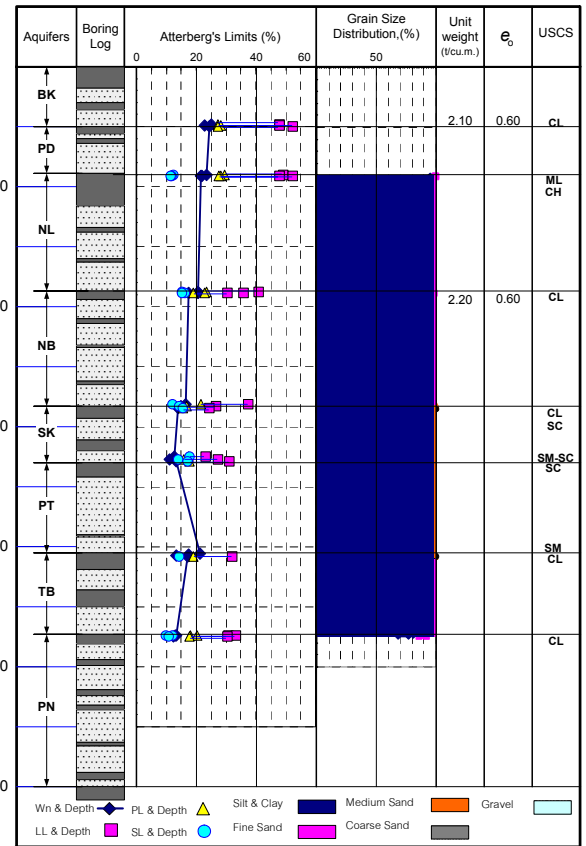 Aquifers
Boring Log
Atterberg's Limits (%)
Grain Size Distribution,(%)
Unit weight (t/cu.m.)
eo
USCS
0 20 40 60
50
BK
2.10 0.60 CL
PD
0
ML
CH
NL
0
2.20 0.60 CL
NB
0
CL
SC
SK
SM-SC
SC
PT
0
SM
CL
TB
0
CL
PN
0
Wn & Depth PL & Depth Silt & Clay Medium Sand Gravel
LL & Depth SL & Depth Fine Sand Coarse Sand